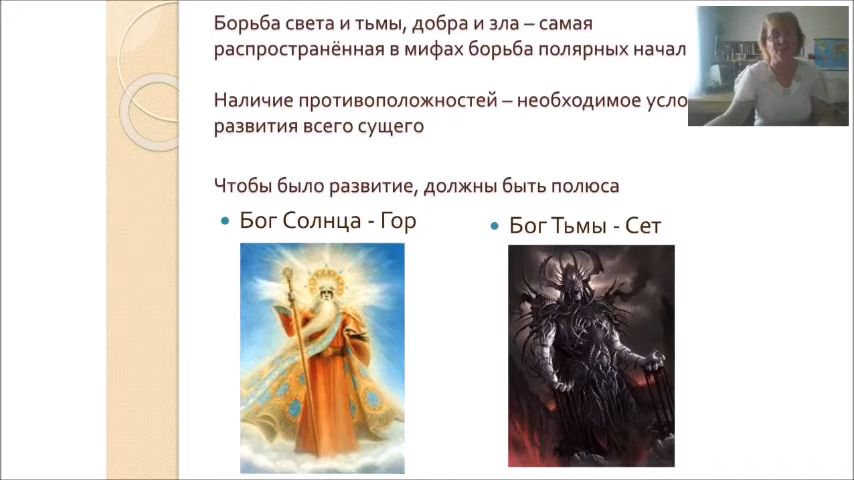 Борьба света и тьмы, добра и зла – самая
распространённая в мифах борьба полярных начал
Наличие противоположностей – необходимое
развития всего сущего
Чтобы было развитие, должны быть полюса
Бог Солнца - Гор
Бог Тьмы - Сет